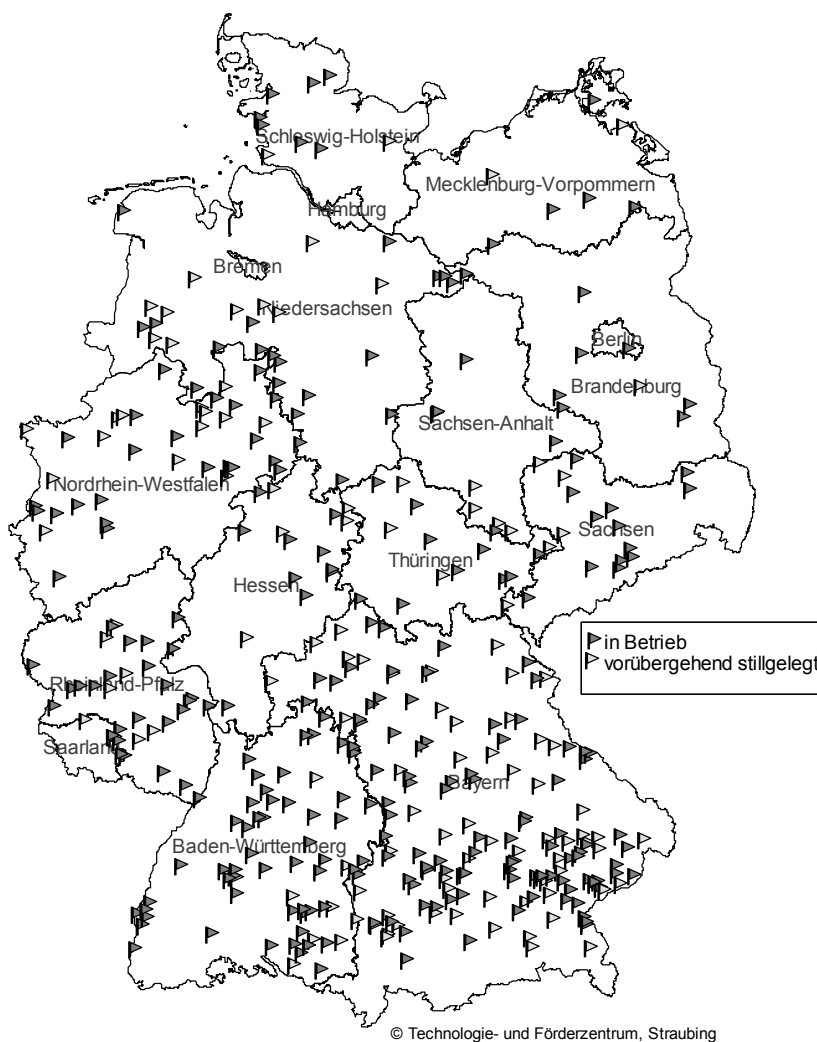 Schleswig-Holstein
Mecklenburg-Vorpommern
Hamburg
Bremen
Niedersachsen
Berlin
Brandenburg
Sachsen-Anhalt
Nordrhein-Westfalen
Sachsen
Thüringen
Hessen
in Betrieb
vorübergehend stillgelegt
Rheinland-Pfalz
Saarland
Bayern
Baden-Württemberg
© Technologie- und Förderzentrum, Straubing